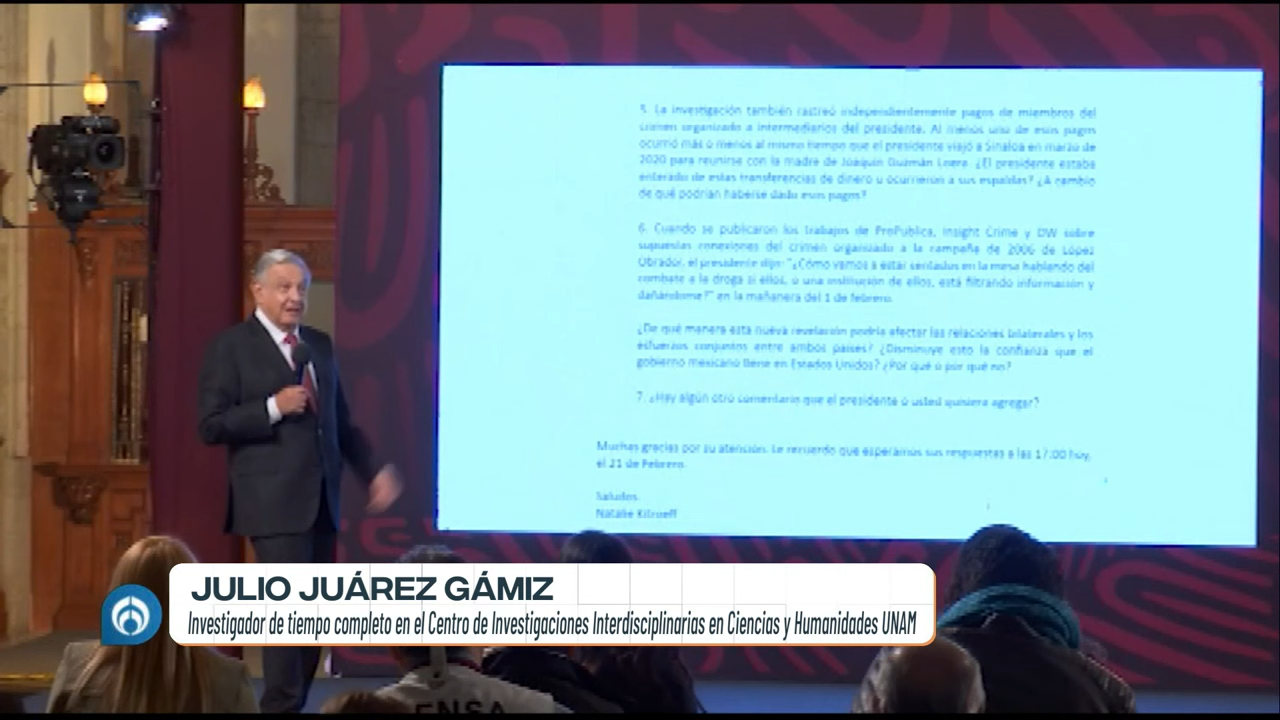 5. La investigación también rastreó independientemente pagos de miembros del
crimen organizado a intermediarios del presidente. Al menos uno de esos pagos
ocurrió más o menos al mismo tiempo que el presidente viajó a Sinaloa en marzo de
2020 para reunirse con la madre de Joaquín Guzmán Loera. ¿El presidente estaba
enterado de estas transferencias de dinero u ocurrieron a sus espaldas? ¿A cambio
de qué podrían haberse dado esos pagos?
6. Cuando se publicaron los trabajos de ProPublica, Insight Crime y DW sobre
supuestas conexiones del crimen organizado a la campaña de 2006 de López
Obrador, el presidente dijo: "¿Cómo vamos a estar sentados en la mesa hablando del
combate a la droga si ellos, o una institución de ellos, está filtrando información y
dañándome?" en la mañanera del 1 de febrero.
¿De qué manera esta nueva revelación podría afectar las relaciones bilaterales y los
esfuerzos conjuntos entre ambos países? ¿Disminuye esto la confianza que el
gobierno mexicano tiene en Estados Unidos? ¿Por qué o por qué no?
7. ¿Hay algún otro comentario que el presidente o usted quisiera agregar?
Muchas gracias por su atención. Le recuerdo que esperamos sus respuestas a las 17:00 hoy,
el 21 de Febrero.
Saludos
Natalie Kitroeff
JULIO JUÁREZ GÁMIZ
Investigador de tiempo completo en el Centro de Investigaciones Interdisciplinarias en Ciencias y Humanidades UNAM
ENSA